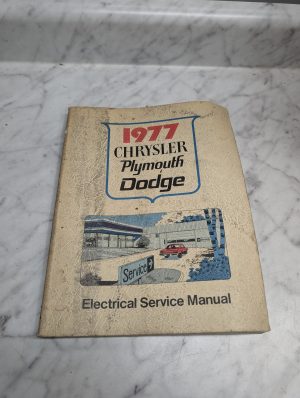 1977
CHRYSLER
Plymouth
Dodge
Service
Electrical Service Manual